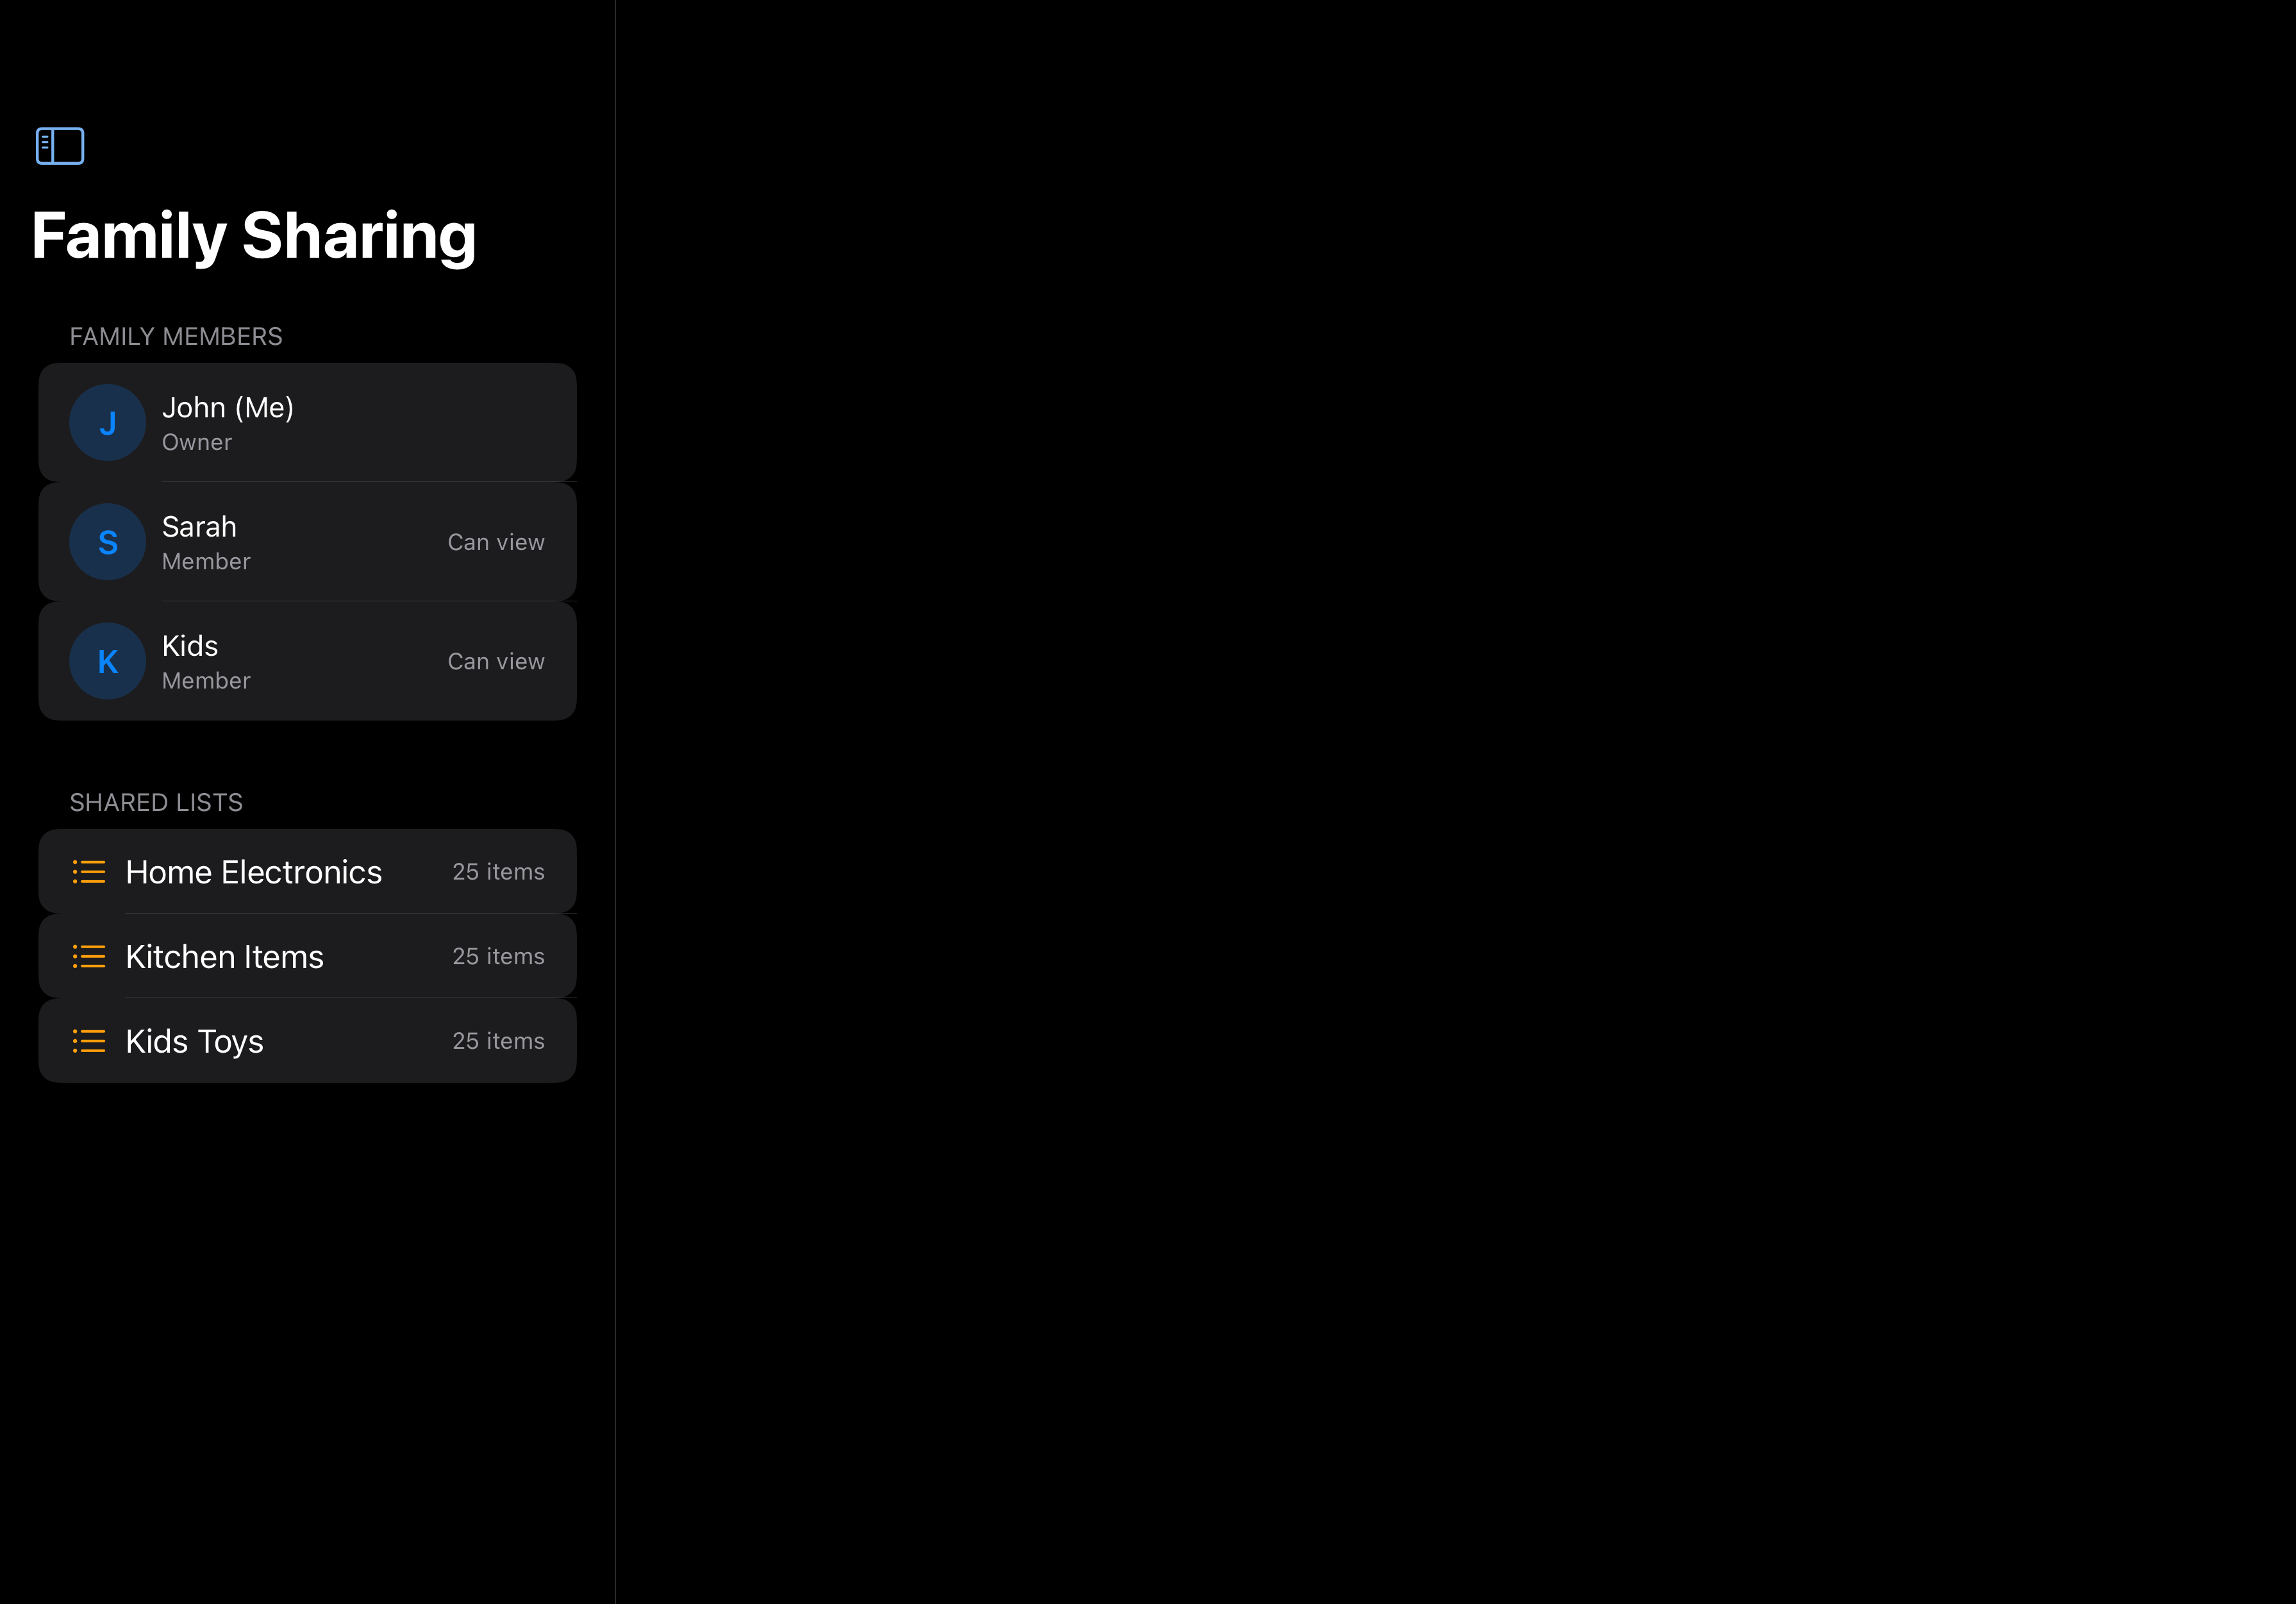 Family Sharing
FAMILY MEMBERS
J
John (Me)
Owner
S
Sarah
Member
Can view
K
Kids
Member
Can view
SHARED LISTS
Home Electronics 25 items
Kitchen Items 25 items
Kids Toys 25 items